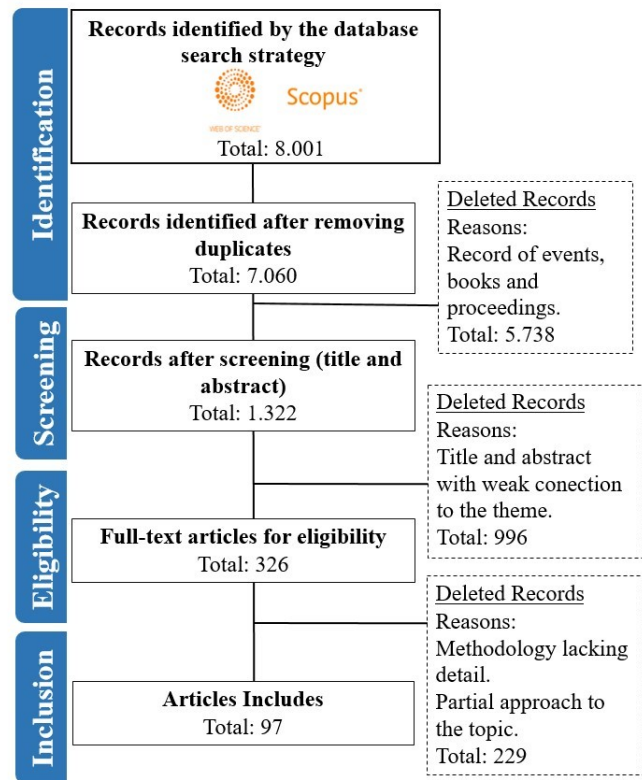 Identification
Records identified by the database
search strategy
WEB OF SCIENCE
Scopus
Total: 8.001
Records identified after removing
duplicates
Total: 7.060
Deleted Records
Reasons:
Record of events,
books and
proceedings.
Total: 5.738
Screening
Records after screening (title and
abstract)
Total: 1.322
Deleted Records
Reasons:
Title and abstract
with weak conection
to the theme.
Total: 996
Eligibility
Full-text articles for eligibility
Total: 326
Deleted Records
Reasons:
Methodology lacking
detail.
Partial approach to
the topic.
Total: 229
Inclusion
Articles Includes
Total: 97